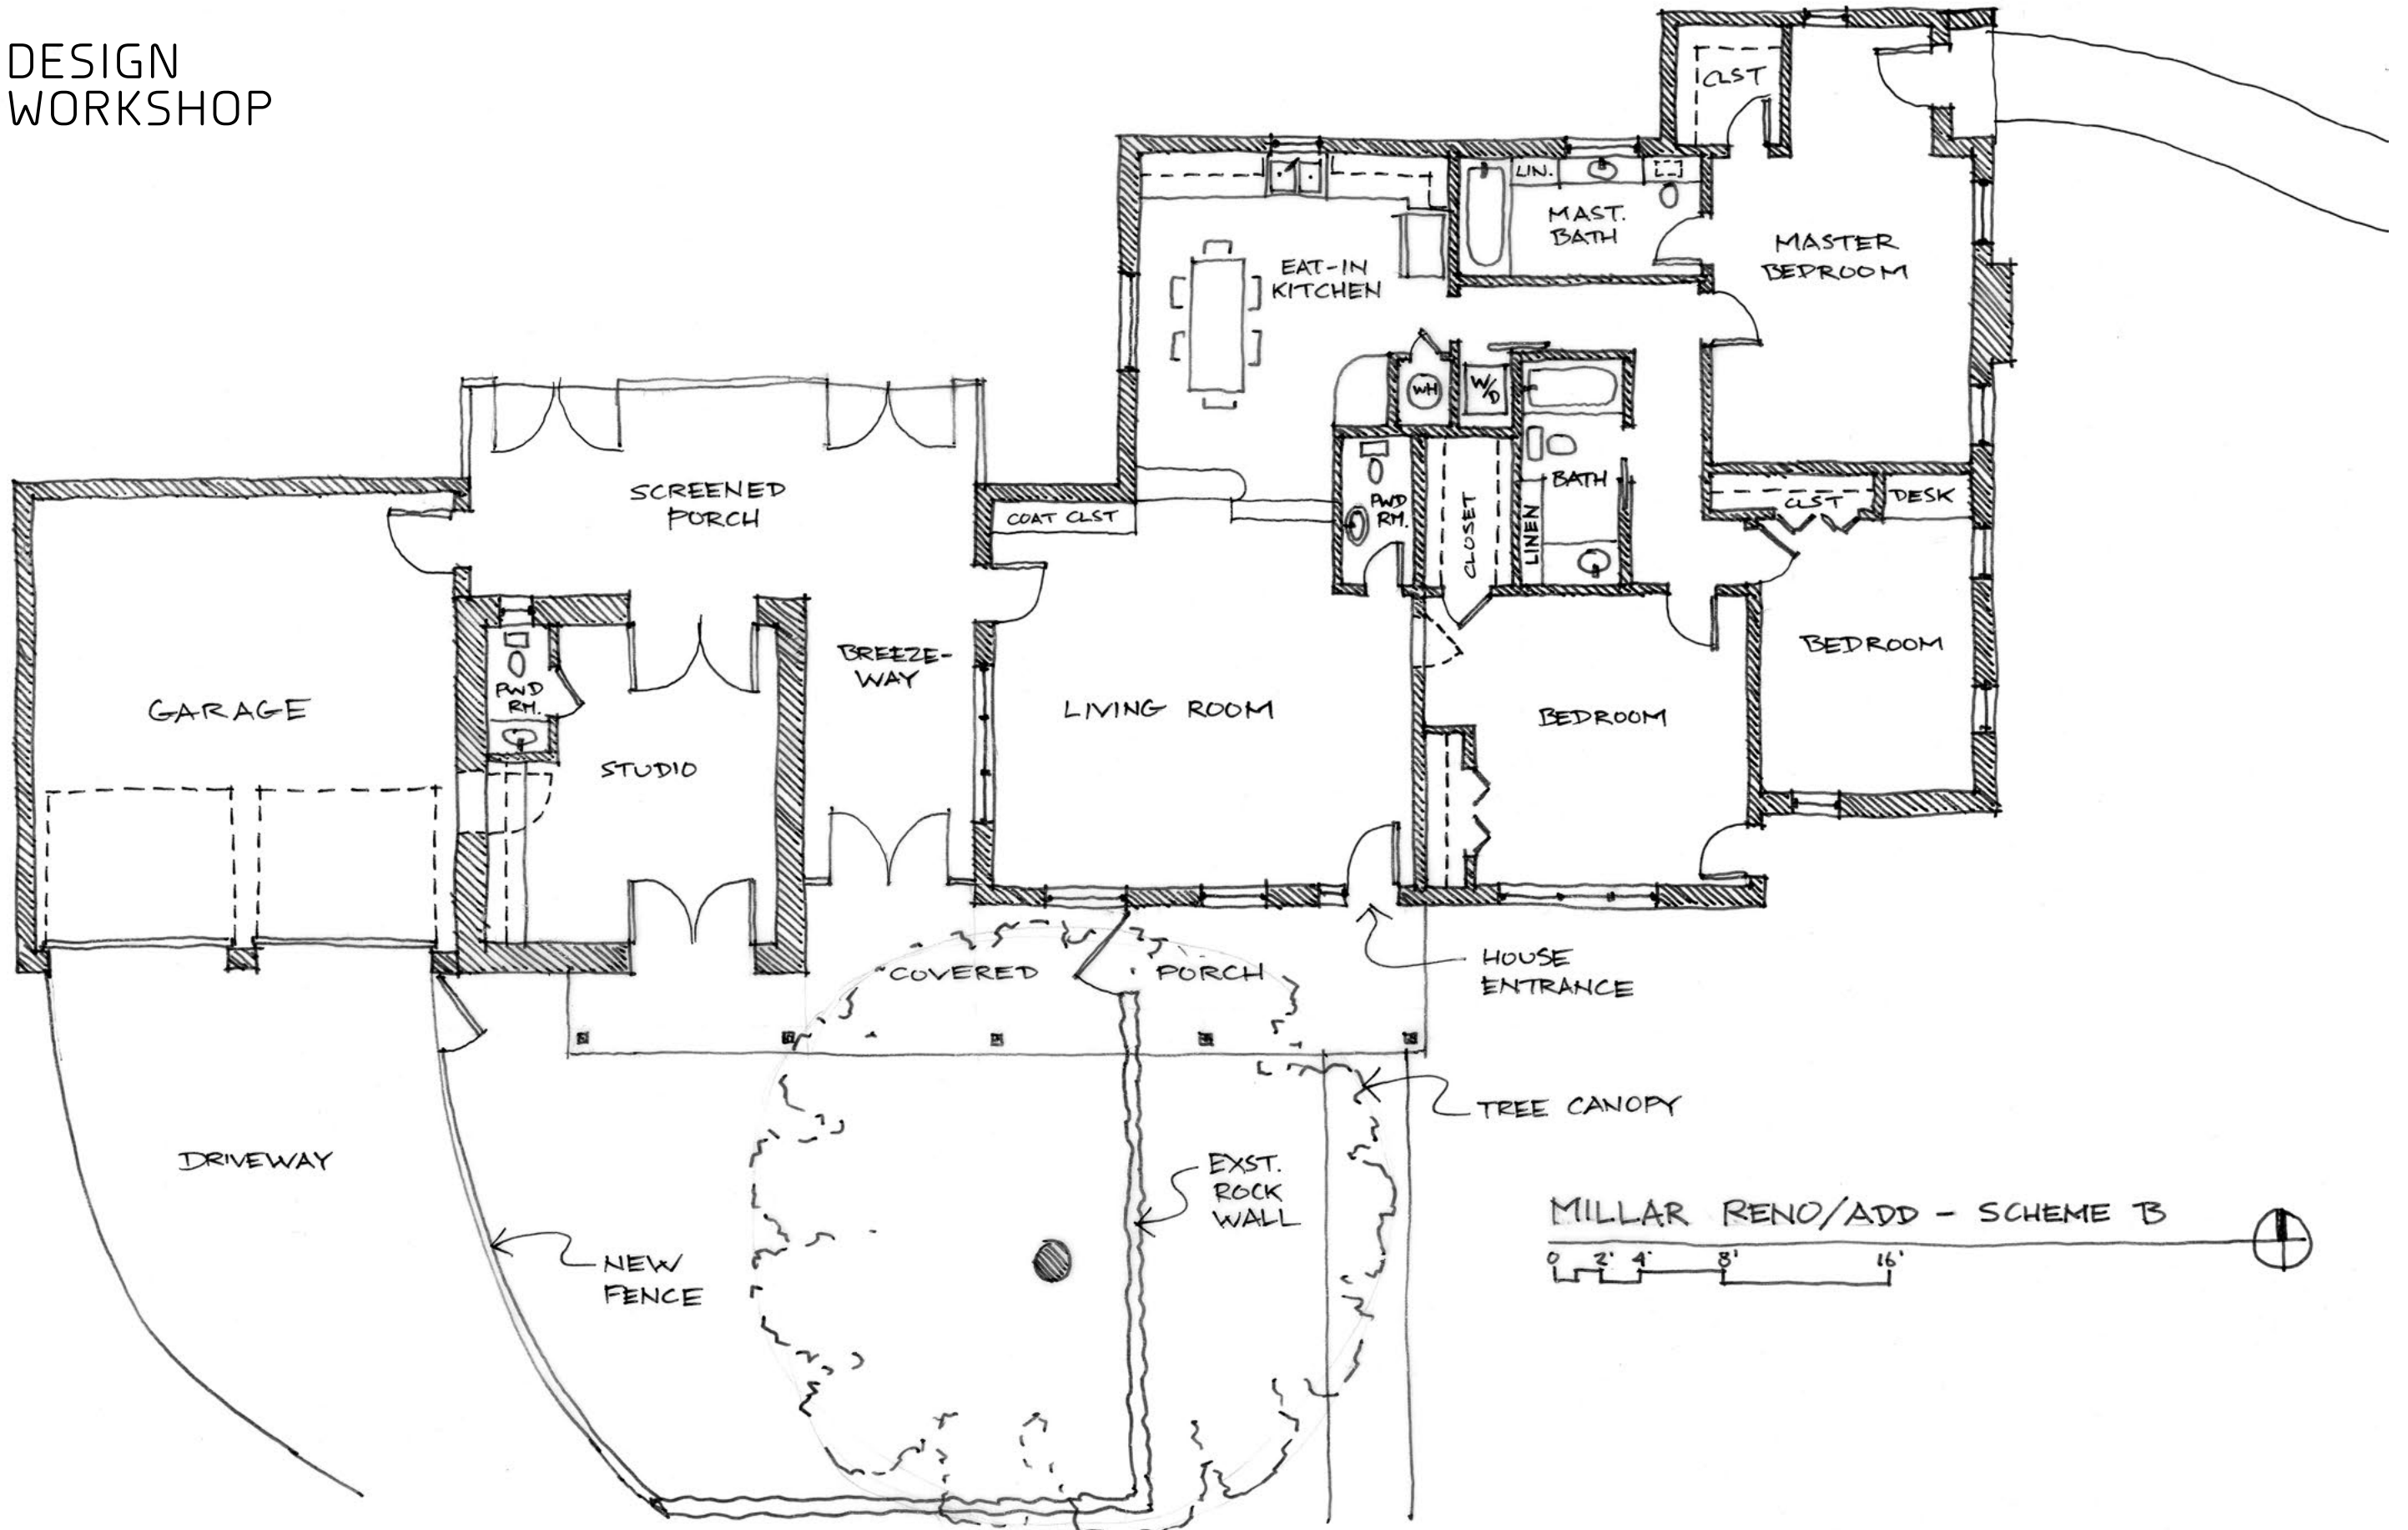 DESIGN
WORKSHOP
CLST
LIN.
MAST.
BATH
MASTER
BEDROOM
EAT-IN
KITCHEN
WH
W/D
SCREENED
PORCH
COAT CLST
PWD
RM.
CLOSET
LINEN
BATH
CLST
DESK
BREEZE-
WAY
BEDROOM
PWD
RM.
GARAGE
LIVING ROOM
BEDROOM
STUDIO
COVERED PORCH
HOUSE
ENTRANCE
TREE CANOPY
DRIVEWAY
EXST.
ROCK
WALL
NEW
FENCE
MILLAR RENO/ADD - SCHEME B
0 2' 4' 8' 16'